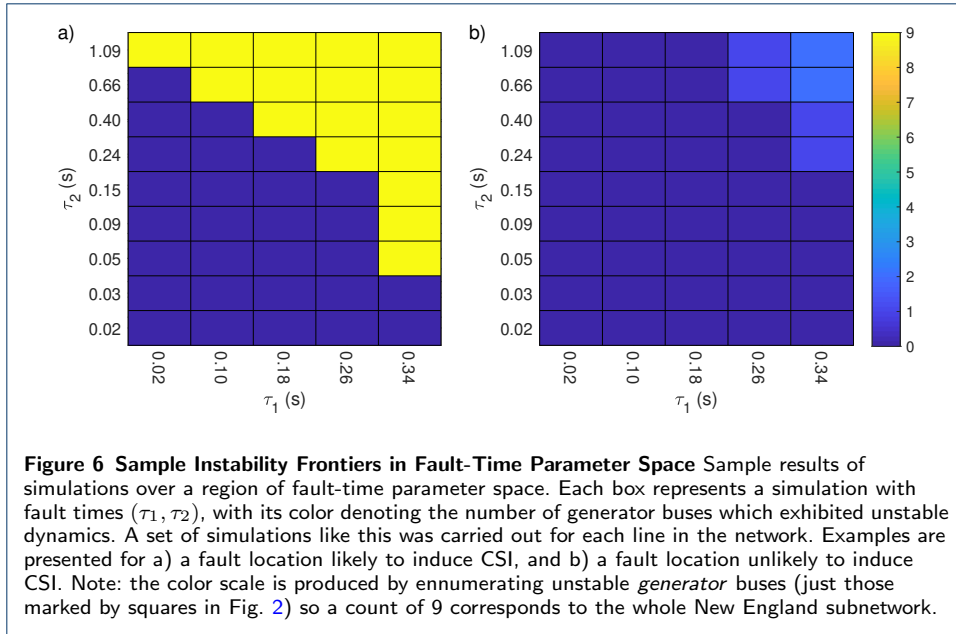 a)
1.09
0.66
0.40
0.24
0.15
0.09
0.05
0.03
0.02
τ2 (s)
0.02
0.10
0.18
0.26
0.34
τ1 (s)
b)
1.09
0.66
0.40
0.24
0.15
0.09
0.05
0.03
0.02
τ2 (s)
0.02
0.10
0.18
0.26
0.34
τ1 (s)
9
8
7
6
5
4
3
2
1
0
Figure 6 Sample Instability Frontiers in Fault-Time Parameter Space Sample results of
simulations over a region of fault-time parameter space. Each box represents a simulation with
fault times (τ1, τ2), with its color denoting the number of generator buses which exhibited unstable
dynamics. A set of simulations like this was carried out for each line in the network. Examples are
presented for a) a fault location likely to induce CSI, and b) a fault location unlikely to induce
CSI. Note: the color scale is produced by ennumerating unstable generator buses (just those
marked by squares in Fig. 2) so a count of 9 corresponds to the whole New England subnetwork.